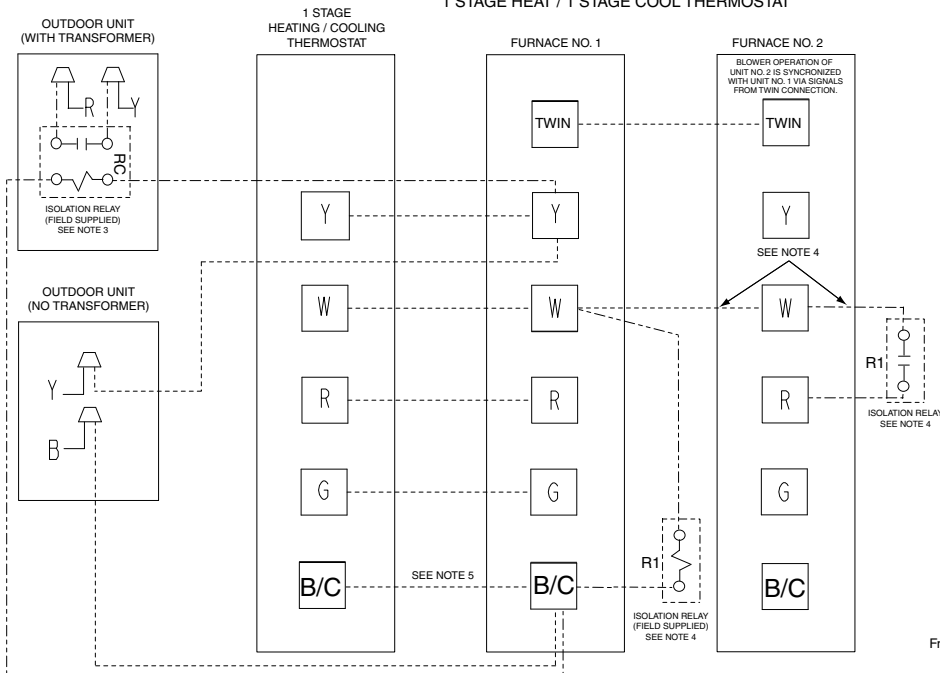 1 STAGE HEAT / 1 STAGE COOL THERMOSTAT
OUTDOOR UNIT
(WITH TRANSFORMER)
R
Y
RC
ISOLATION RELAY
(FIELD SUPPLIED)
SEE NOTE 3
OUTDOOR UNIT
(NO TRANSFORMER)
Y
B
1 STAGE
HEATING / COOLING
THERMOSTAT
Y
W
R
G
B/C
SEE NOTE 5
FURNACE NO. 1
TWIN
Y
W
R
G
B/C
R1
ISOLATION RELAY
(FIELD SUPPLIED)
SEE NOTE 4
FURNACE NO. 2
BLOWER OPERATION OF
UNIT NO. 2 IS SYNCRONIZED
WITH UNIT NO. 1 VIA SIGNALS
FROM TWIN CONNECTION.
TWIN
Y
SEE NOTE 4
W
R
G
B/C
R1
ISOLATION RELAY
SEE NOTE 4